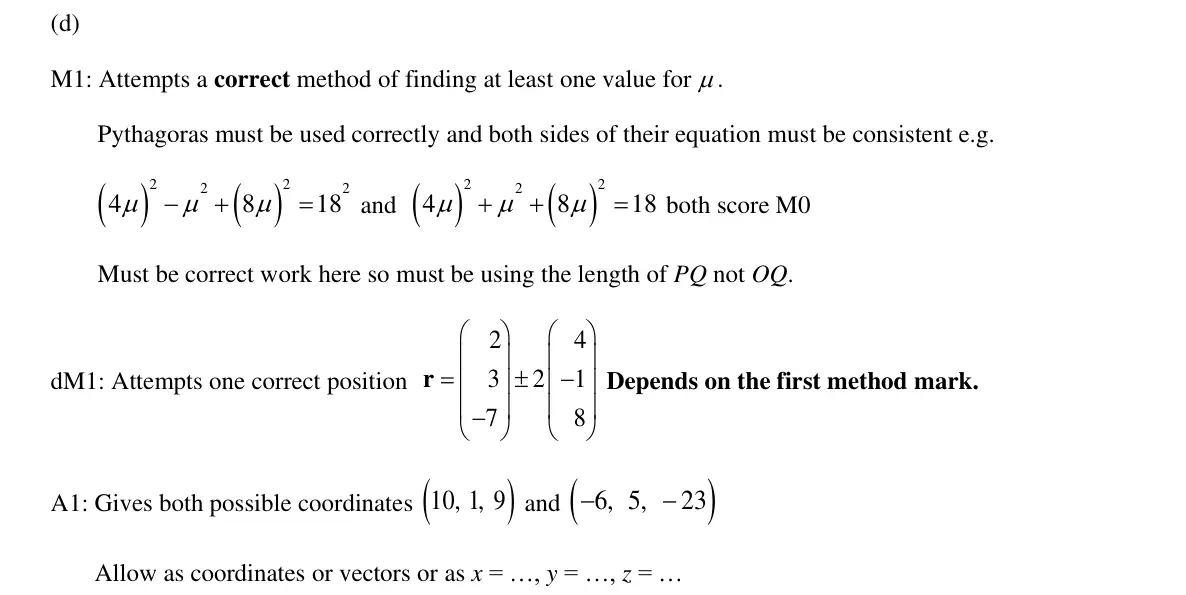 (d)
M1: Attempts a correct method of finding at least one value for μ.
Pythagoras must be used correctly and both sides of their equation must be consistent e.g.
(4μ)² − μ² + (8μ)² = 18² and (4μ)² + μ² + (8μ)² = 18 both score M0
Must be correct work here so must be using the length of PQ not OQ.
dM1: Attempts one correct position r = (2 3 −7) ± 2 (4 −1 8) Depends on the first method mark.
A1: Gives both possible coordinates (10, 1, 9) and (−6, 5, −23)
Allow as coordinates or vectors or as x = …, y = …, z = …